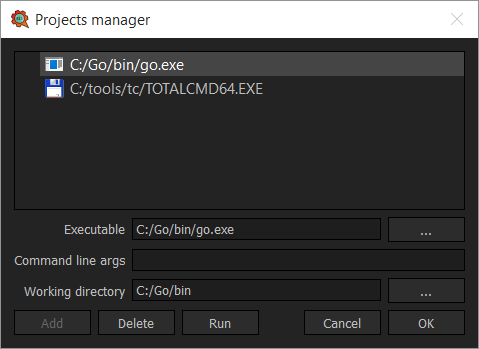 Projects manager
C:/Go/bin/go.exe
C:/tools/tc/TOTALCMD64.EXE
Executable C:/Go/bin/go.exe ...
Command line args
Working directory C:/Go/bin ...
Add Delete Run Cancel OK